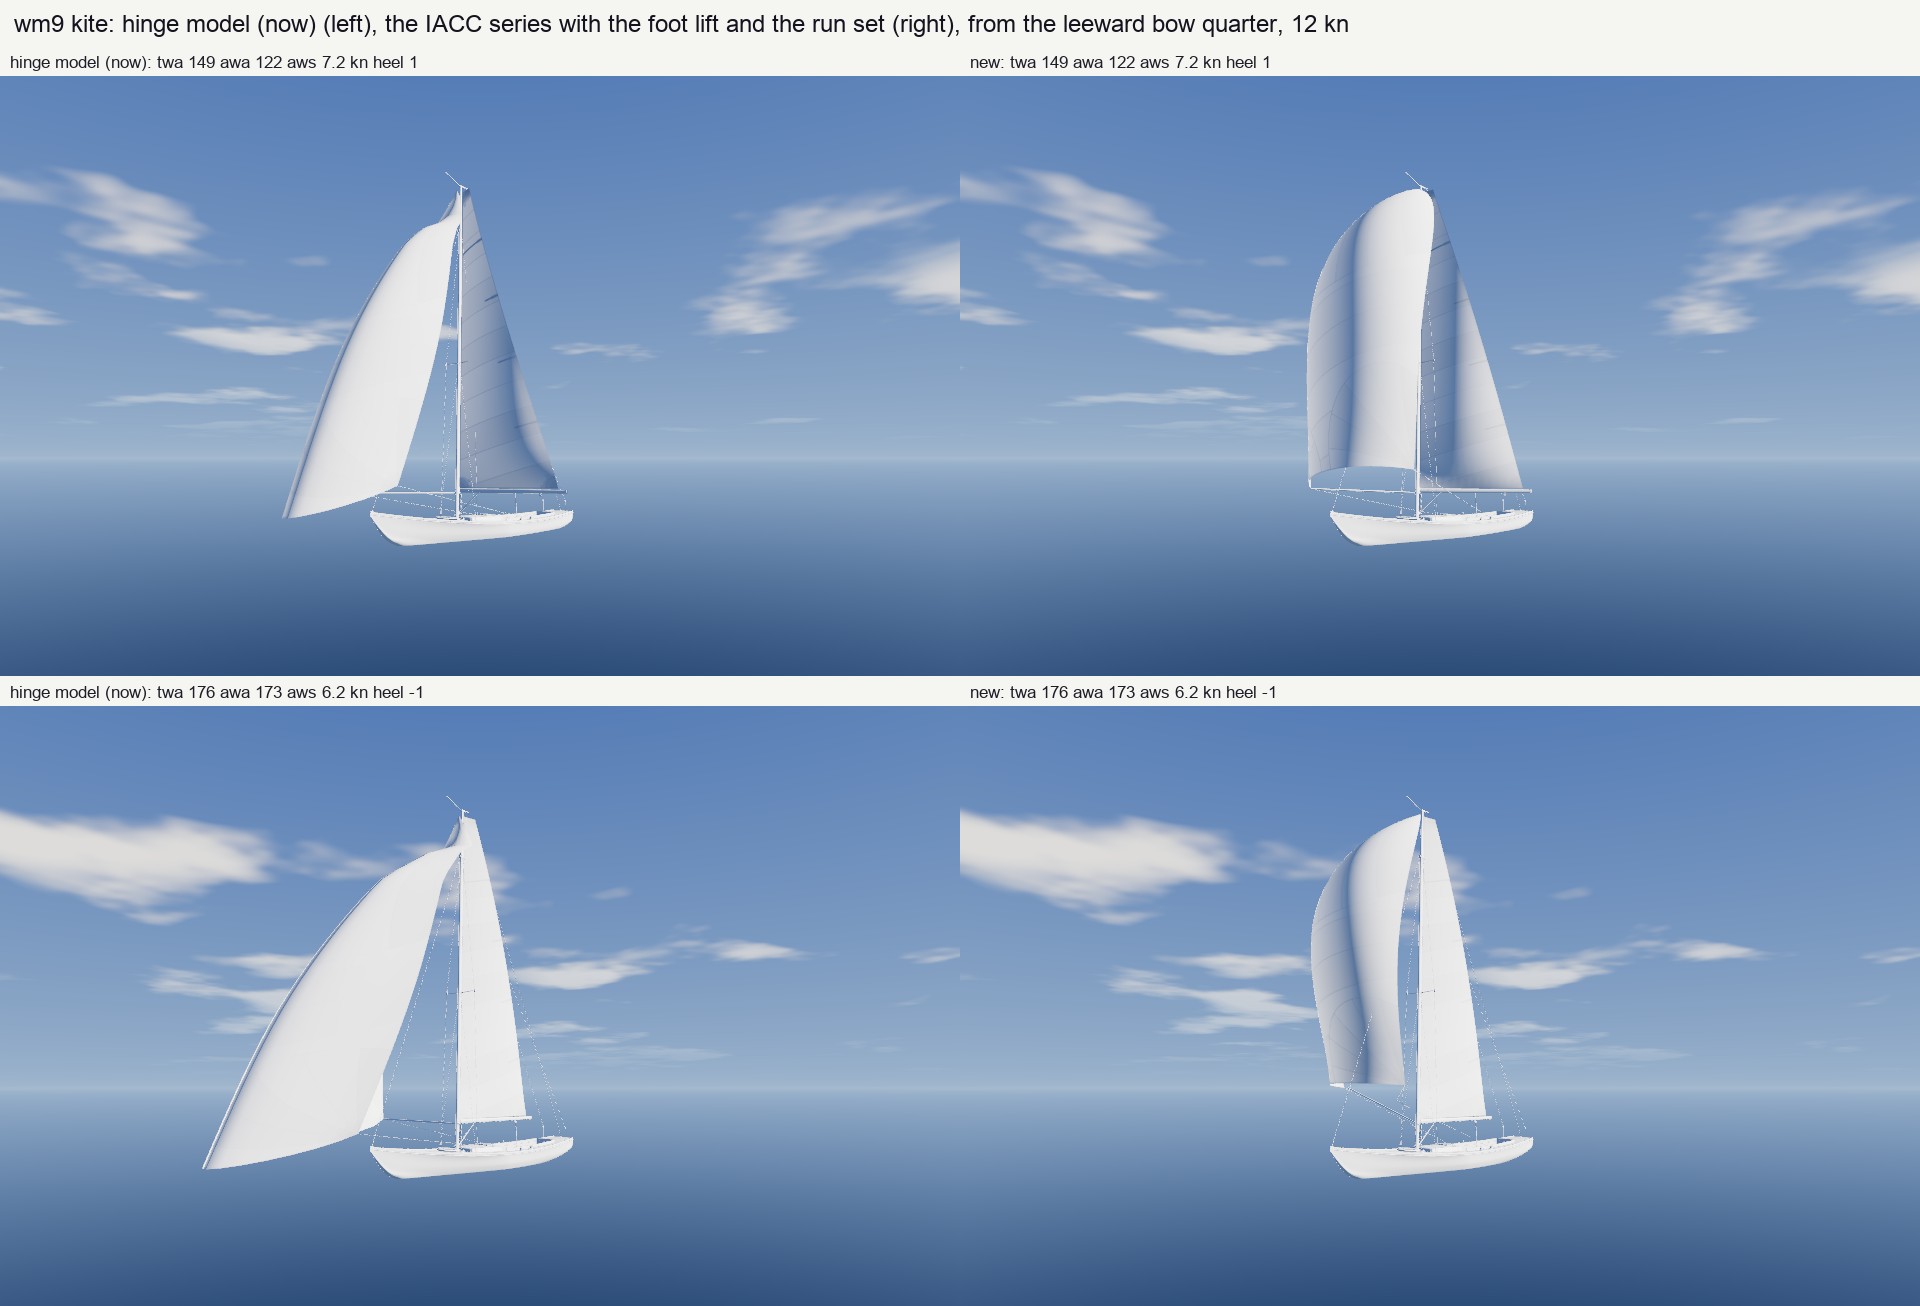 wm9 kite: hinge model (now) (left), the IACC series with the foot lift and the run set (right), from the leeward bow quarter, 12 kn
hinge model (now): twa 149 awa 122 aws 7.2 kn heel 1
new: twa 149 awa 122 aws 7.2 kn heel 1
hinge model (now): twa 176 awa 173 aws 6.2 kn heel -1
new: twa 176 awa 173 aws 6.2 kn heel -1